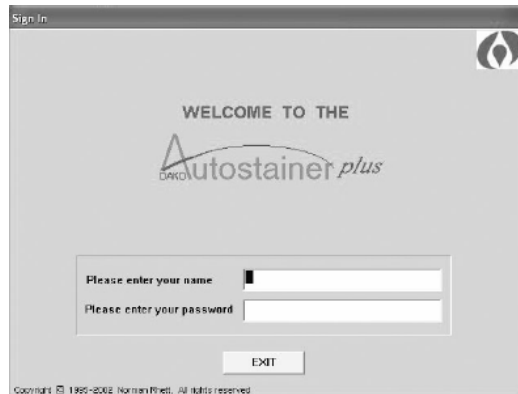 Sign In
WELCOME TO THE
DAKO Autostainer plus
Please enter your name
Please enter your password
EXIT
Copyright © 1995-2002 Norman Rhett. All rights reserved